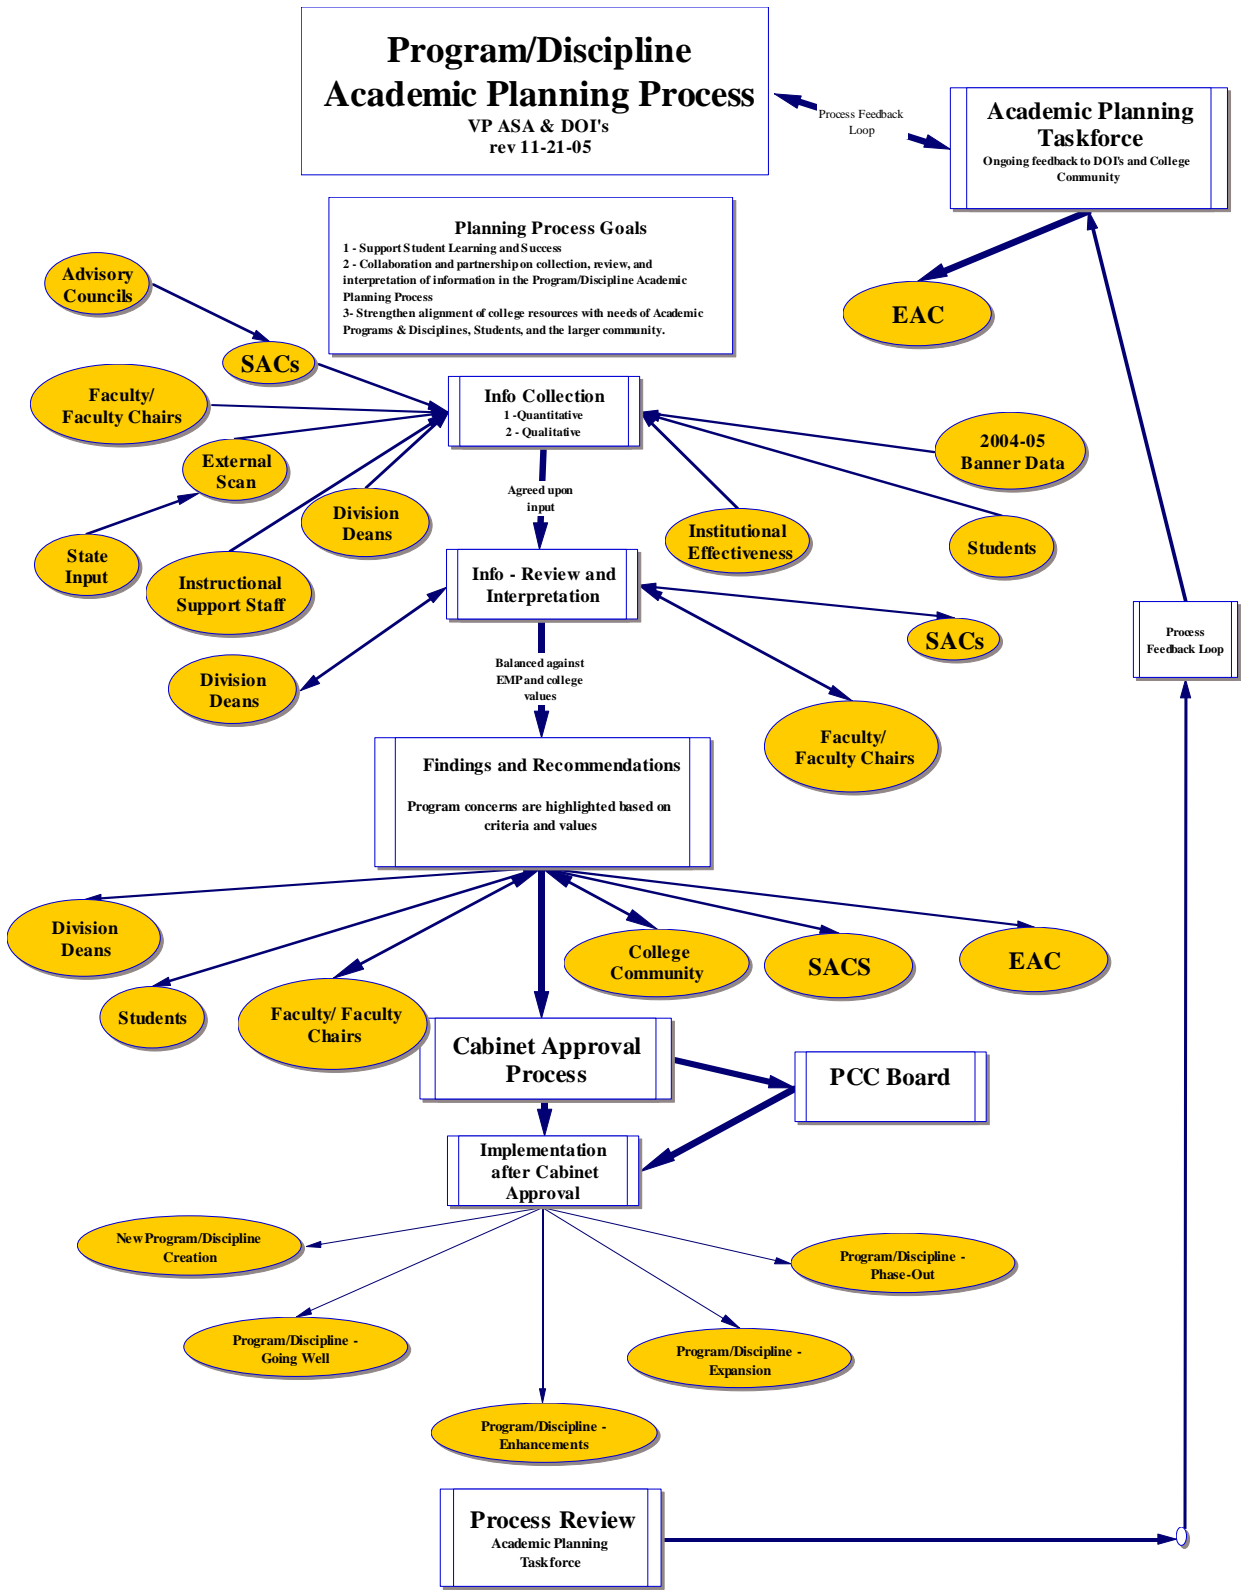 Program/Discipline
Academic Planning Process
VP ASA & DOI's
rev 11-21-05
Process Feedback
Loop
Academic Planning
Taskforce
Ongoing feedback to DOI's and College
Community
Planning Process Goals
1 - Support Student Learning and Success
2 - Collaboration and partnership on collection, review, and
interpretation of information in the Program/Discipline Academic
Planning Process
3- Strengthen alignment of college resources with needs of Academic
Programs & Disciplines, Students, and the larger community.
Advisory
Councils
EAC
SACs
Faculty/
Faculty Chairs
Info Collection
1 -Quantitative
2 - Qualitative
External
Scan
2004-05
Banner Data
Agreed upon
input
Division
Deans
Institutional
Effectiveness
Students
State
Input
Instructional
Support Staff
Info - Review and
Interpretation
SACs
Process
Feedback Loop
Division
Deans
Balanced against
EMP and college
values
Faculty/
Faculty Chairs
Findings and Recommendations
Program concerns are highlighted based on
criteria and values
Division
Deans
Students
Faculty/ Faculty
Chairs
College
Community
SACS
EAC
Cabinet Approval
Process
PCC Board
Implementation
after Cabinet
Approval
New Program/Discipline
Creation
Program/Discipline -
Phase-Out
Program/Discipline -
Going Well
Program/Discipline -
Expansion
Program/Discipline -
Enhancements
Process Review
Academic Planning
Taskforce